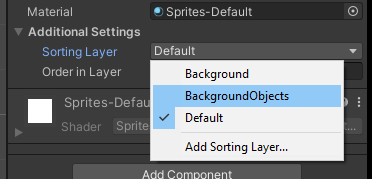 Material
Sprites-Default
Additional Settings
Sorting Layer
Default
Order in Layer
Background
BackgroundObjects
Default
Add Sorting Layer...
Sprites-Defau
Shader
Sprite
Add Component